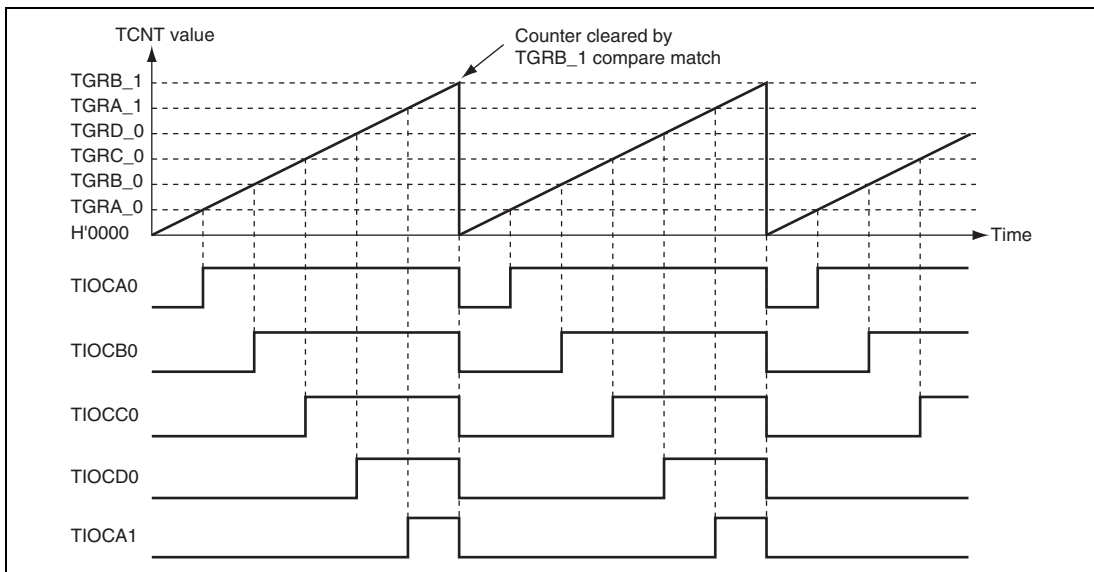 TCNT value
Counter cleared by
TGRB_1 compare match
TGRB_1
TGRA_1
TGRD_0
TGRC_0
TGRB_0
TGRA_0
H'0000
Time
TIOCA0
TIOCB0
TIOCC0
TIOCD0
TIOCA1